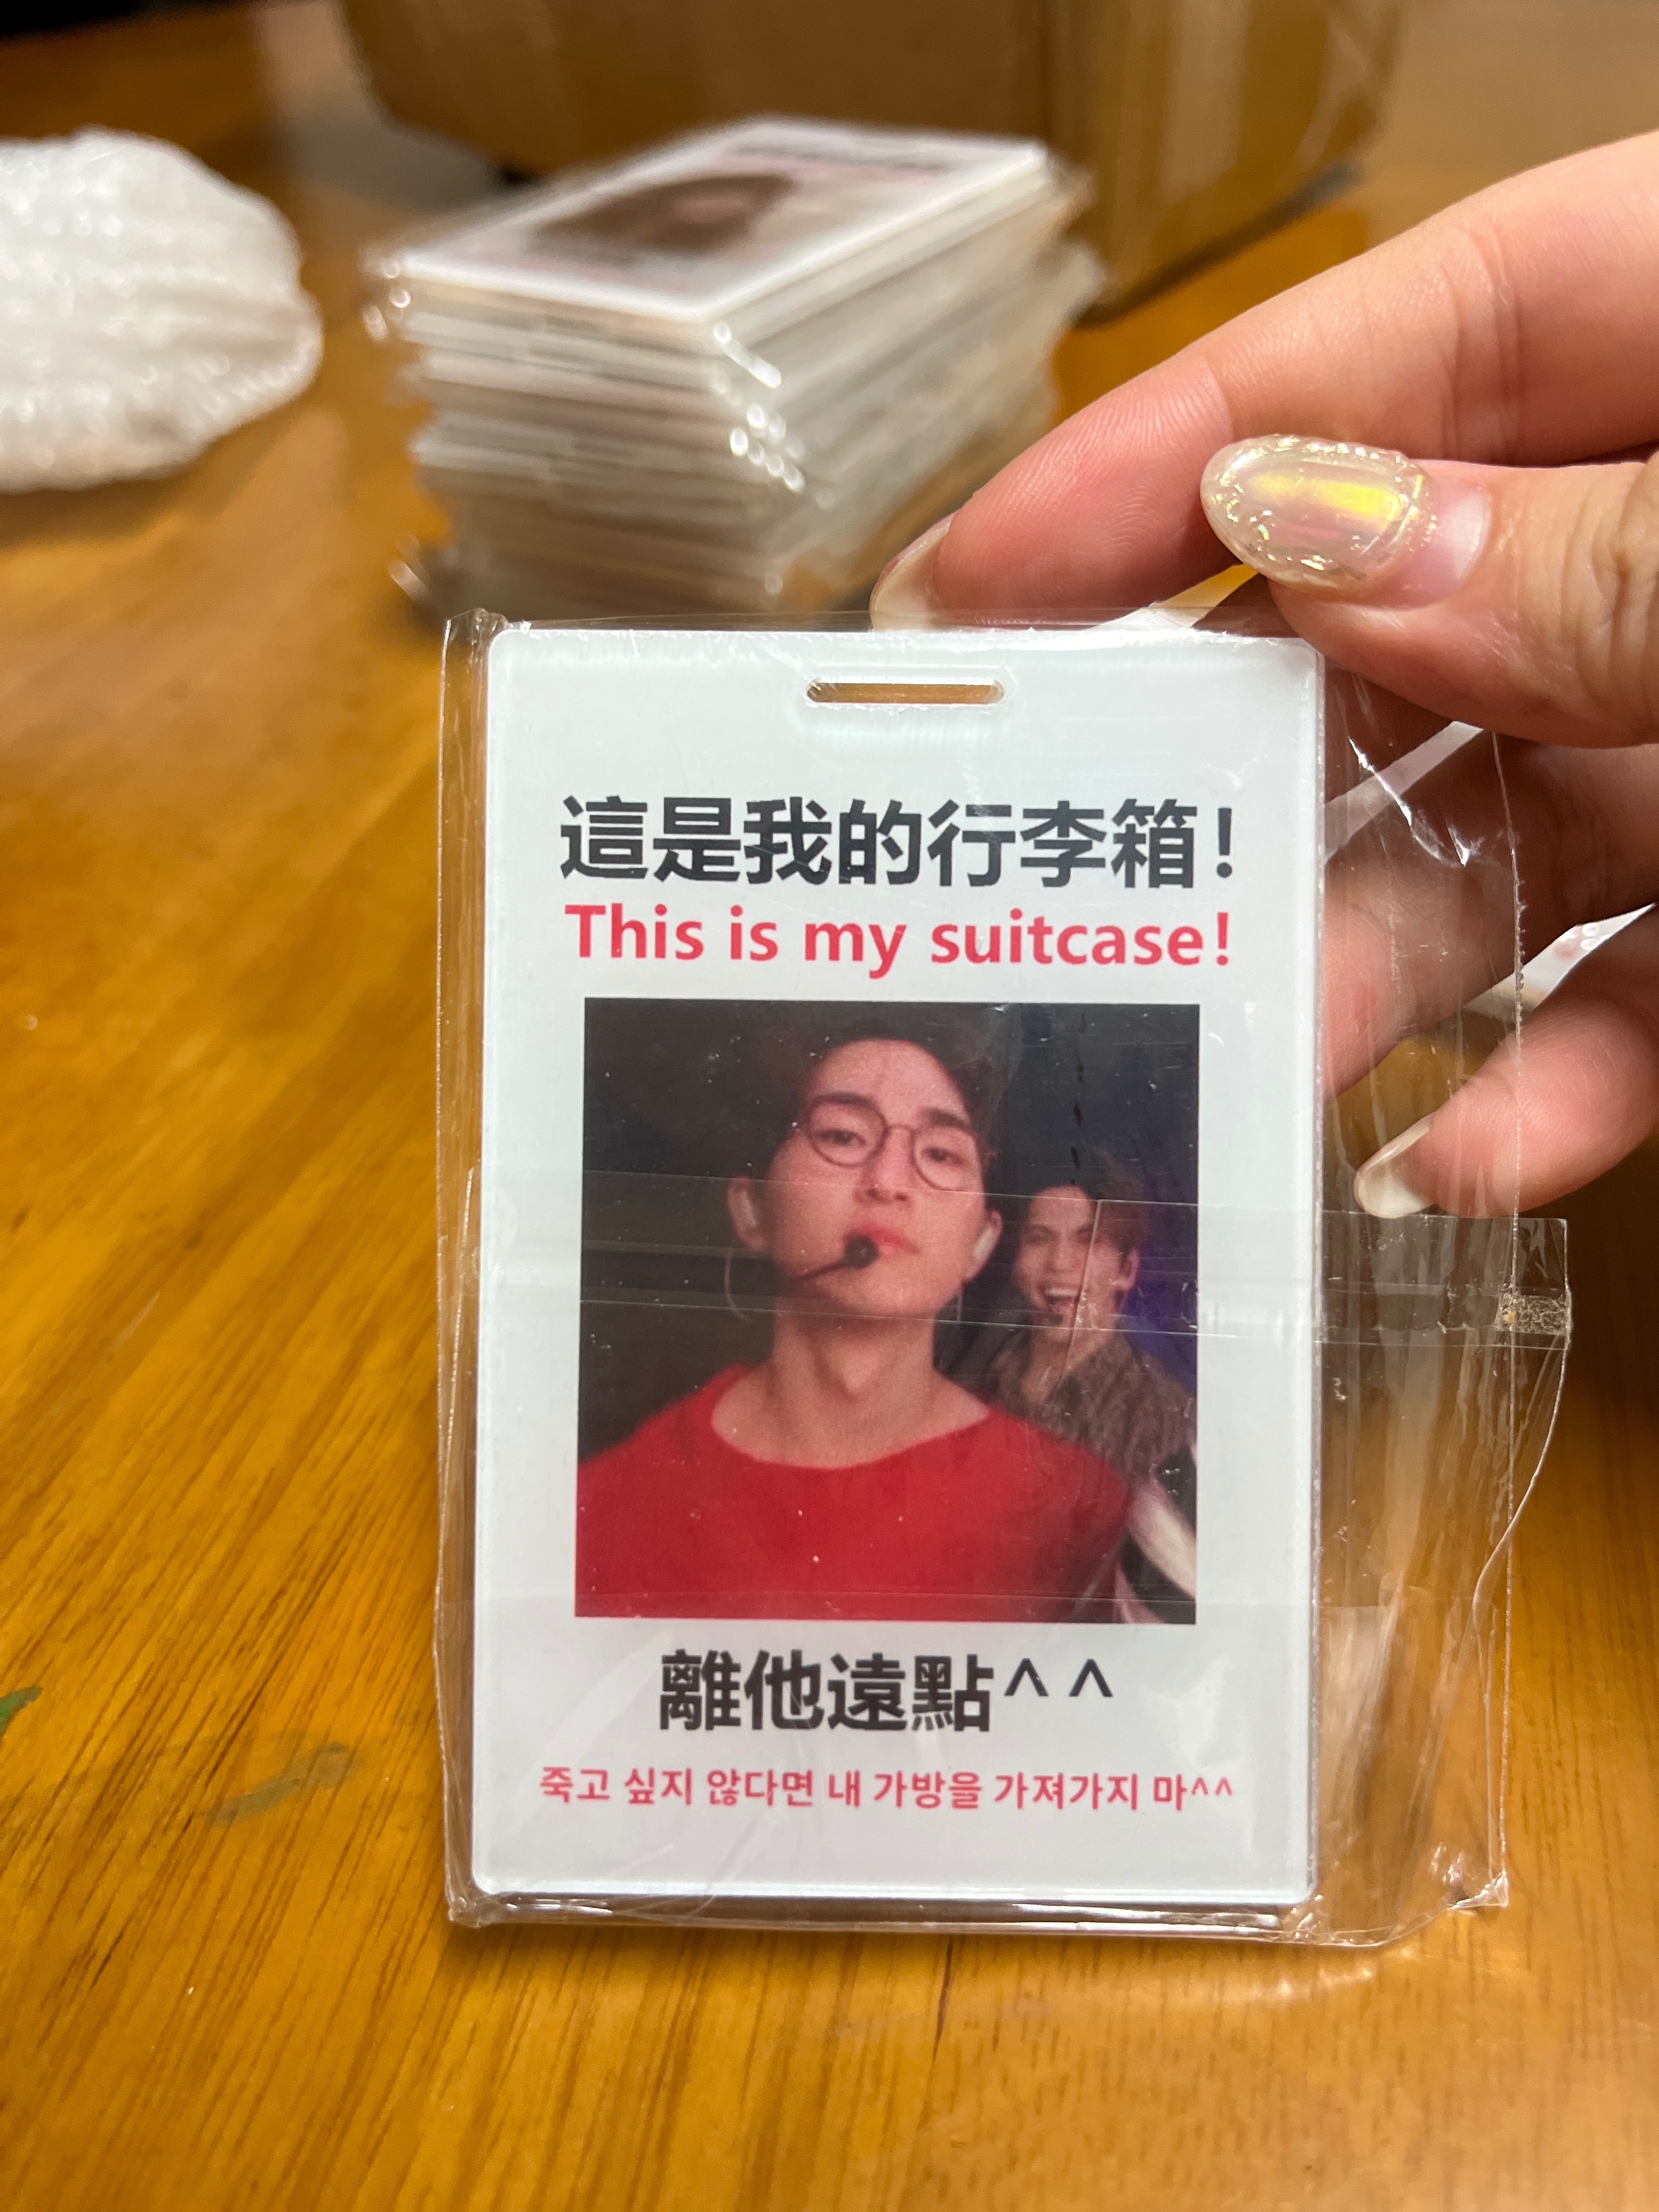 這是我的行李箱！
This is my suitcase!
離他遠點^^
죽고 싶지 않다면 내 가방을 가져가지 마^^